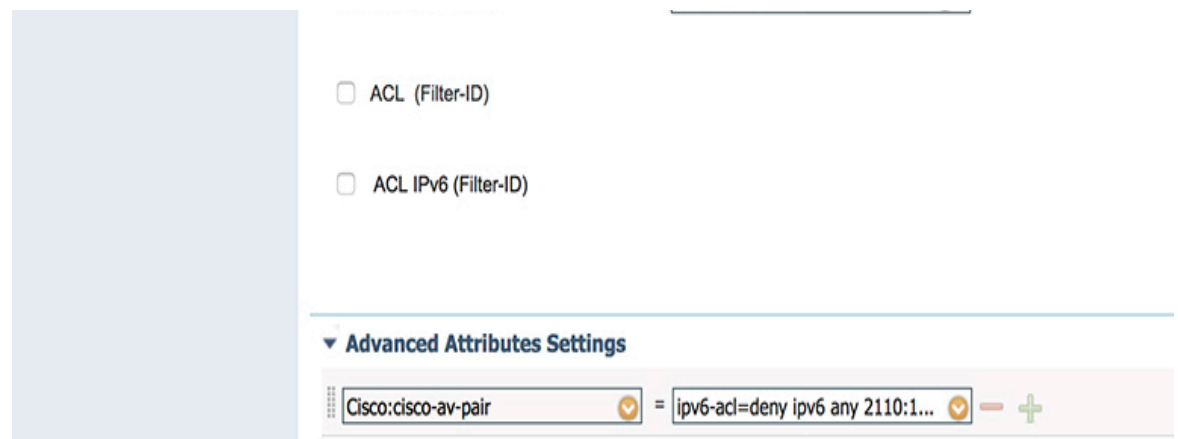 ACL (Filter-ID)
ACL IPv6 (Filter-ID)
Advanced Attributes Settings
Cisco:cisco-av-pair = ipv6-acl=deny ipv6 any 2110:1...